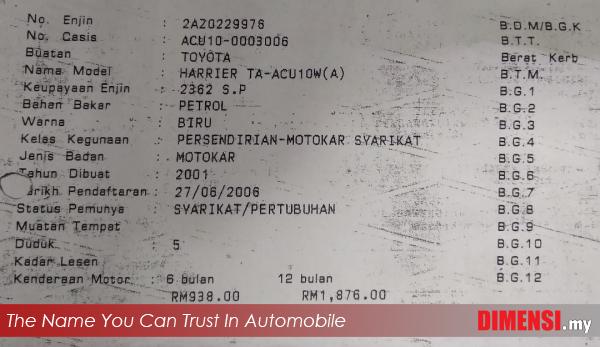 No. Enjin : 2AZ0229976 B.D.M/B.G.K
No. Casis : ACU10-0003006 B.T.T.
Buatan : TOYOTA Berat Kerb
Nama Model : HARRIER TA-ACU10W(A) B.T.M.
Keupayaan Enjin : 2362 S.P B.G.1
Bahan Bakar : PETROL B.G.2
Warna : BIRU B.G.3
Kelas Kegunaan : PERSENDIRIAN-MOTOKAR SYARIKAT B.G.4
Jenis Badan : MOTOKAR B.G.5
Tahun Dibuat : 2001 B.G.6
arikh Pendaftaran : 27/06/2006 B.G.7
Status Pemunya : SYARIKAT/PERTUBUHAN B.G.8
Muatan Tempat B.G.9
Duduk : 5 B.G.10
Kadar Lesen B.G.11
Kenderaan Motor : 6 bulan 12 bulan B.G.12
RM938.00 RM1,876.00
The Name You Can Trust In Automobile DIMENSI.my